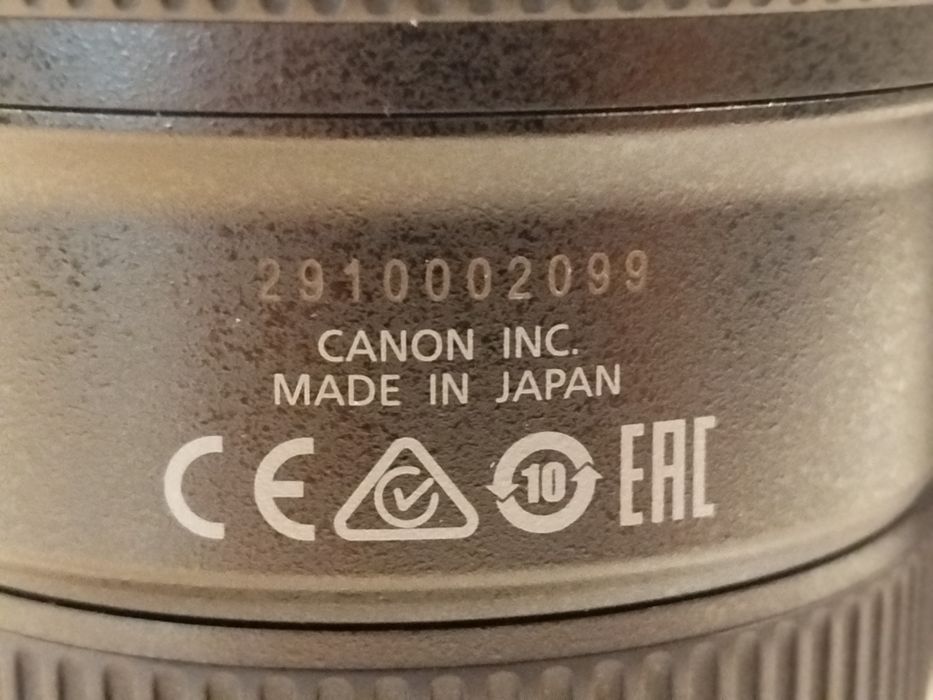 2910002099
CANON INC.
MADE IN JAPAN
CE 10 EAC